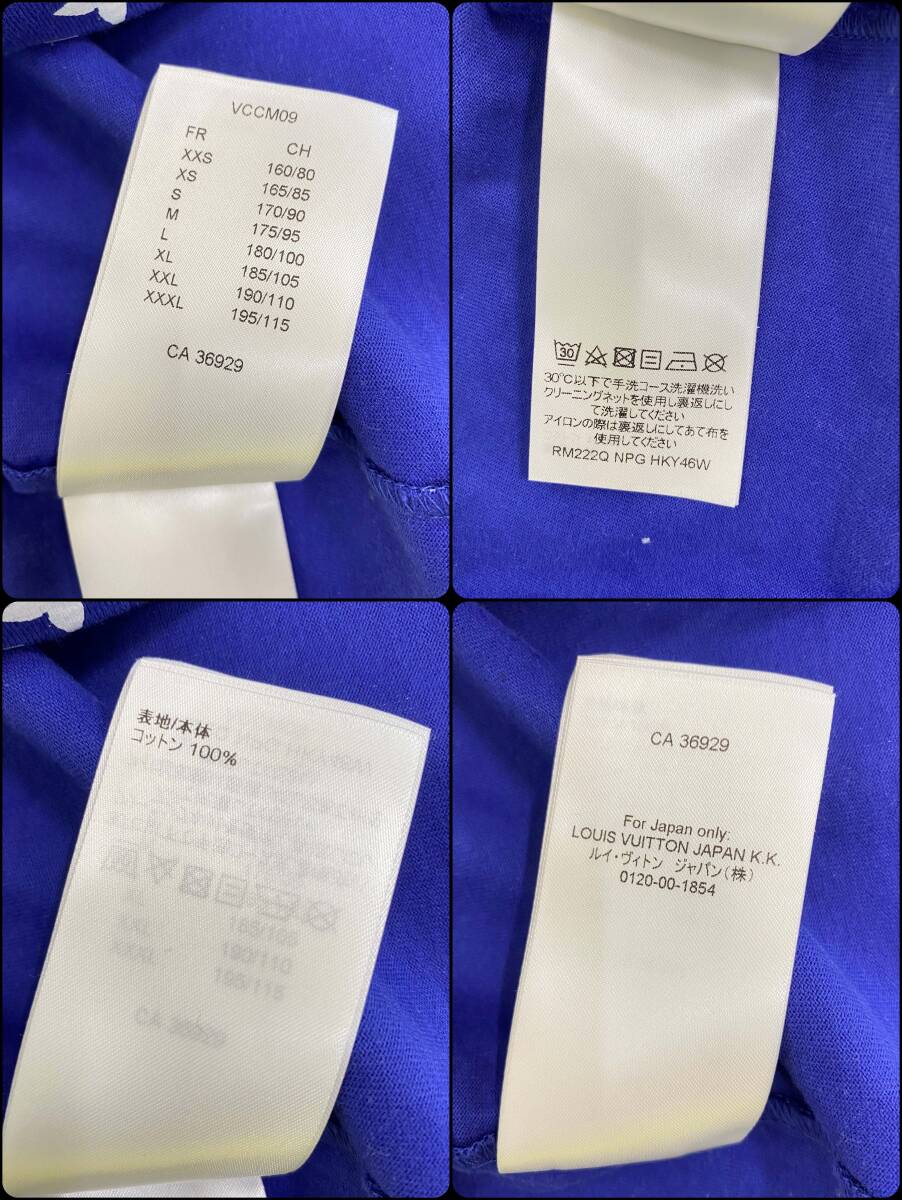 VCCM09
FR CH
XXS 160/80
XS 165/85
S 170/90
M 175/95
L 180/100
XL 185/105
XXL 190/110
XXXL 195/115
CA 36929
30
30℃以下で手洗コース洗濯機洗い
クリーニングネットを使用し裏返しにし
て洗濯してください
アイロンの際は裏返しにしてあて布を
使用してください
RM222Q NPG HKY46W
表地/本体
コットン 100%
CA 36929
For Japan only:
LOUIS VUITTON JAPAN K.K.
ルイ・ヴィトン ジャパン(株)
0120-00-1854